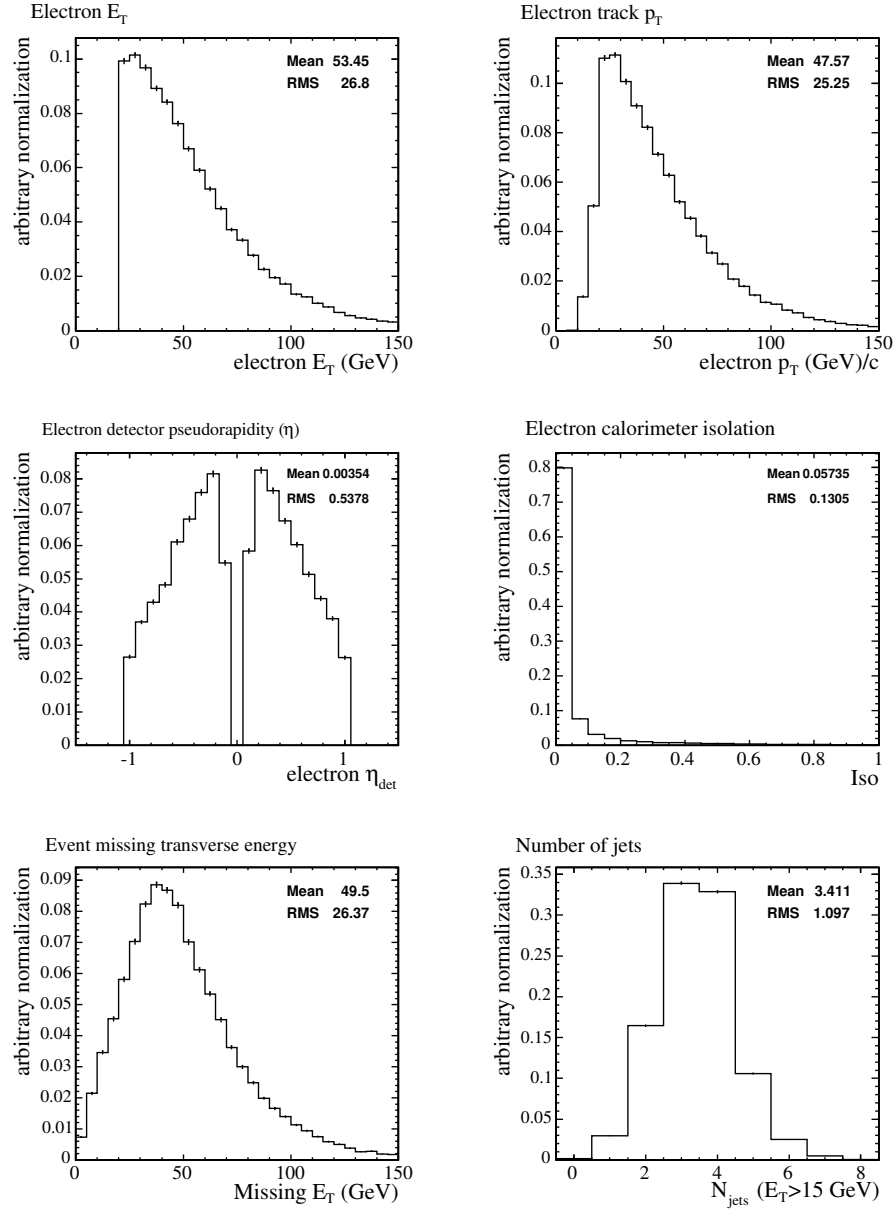 Electron E_T
Mean 53.45
RMS 26.8
arbitrary normalization
0.1
0.08
0.06
0.04
0.02
0
0 50 100 150
electron E_T (GeV)
Electron track p_T
Mean 47.57
RMS 25.25
arbitrary normalization
0.1
0.08
0.06
0.04
0.02
0
0 50 100 150
electron p_T (GeV)/c
Electron detector pseudorapidity (η)
Mean 0.00354
RMS 0.5378
arbitrary normalization
0.08
0.07
0.06
0.05
0.04
0.03
0.02
0.01
0
-1 0 1
electron η_det
Electron calorimeter isolation
Mean 0.05735
RMS 0.1305
arbitrary normalization
0.8
0.7
0.6
0.5
0.4
0.3
0.2
0.1
0
0 0.2 0.4 0.6 0.8 1
Iso
Event missing transverse energy
Mean 49.5
RMS 26.37
arbitrary normalization
0.09
0.08
0.07
0.06
0.05
0.04
0.03
0.02
0.01
0
0 50 100 150
Missing E_T (GeV)
Number of jets
Mean 3.411
RMS 1.097
arbitrary normalization
0.35
0.3
0.25
0.2
0.15
0.1
0.05
0
0 2 4 6 8
N_jets (E_T>15 GeV)